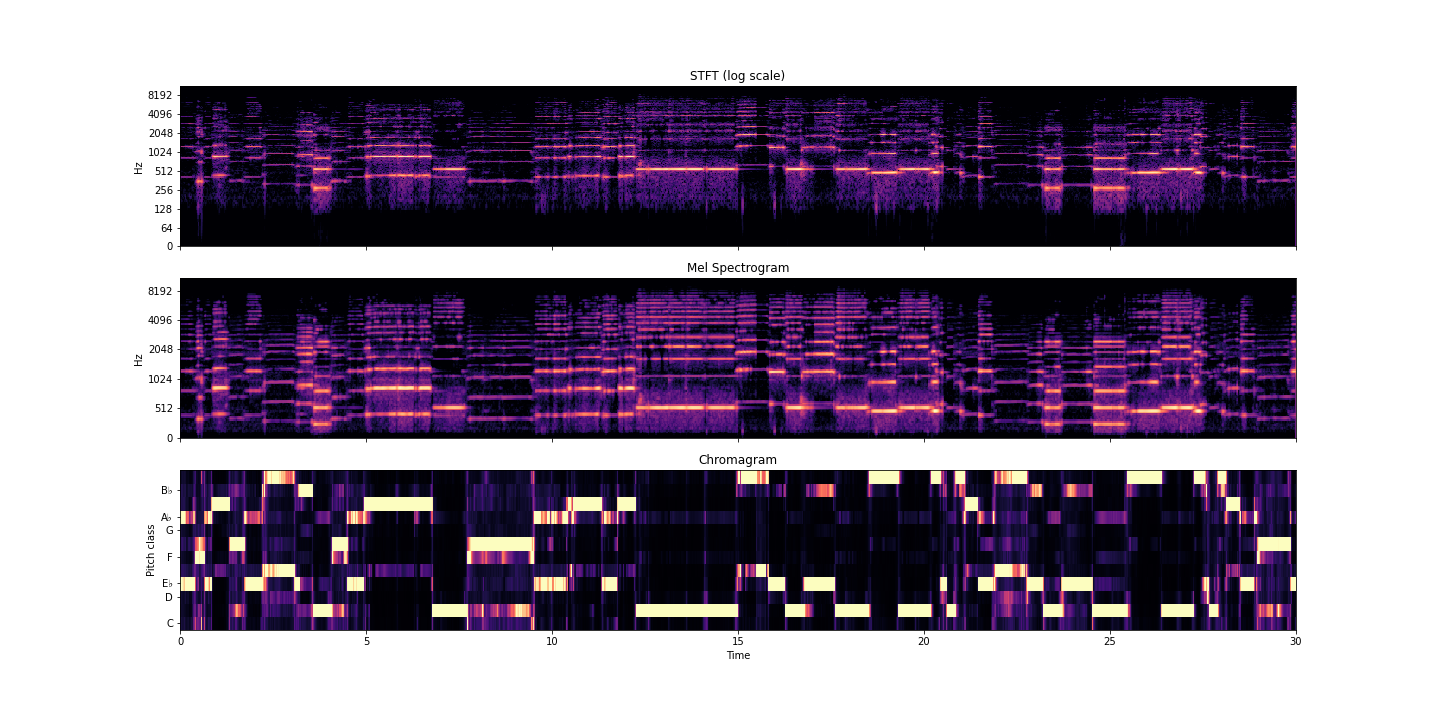 STFT (log scale)
8192
4096
2048
1024
512
256
128
64
0
Hz
Mel Spectrogram
8192
4096
2048
1024
512
0
Hz
Chromagram
B♭
A♭
G
F
E♭
D
C
Pitch class
0 5 10 15 20 25 30
Time